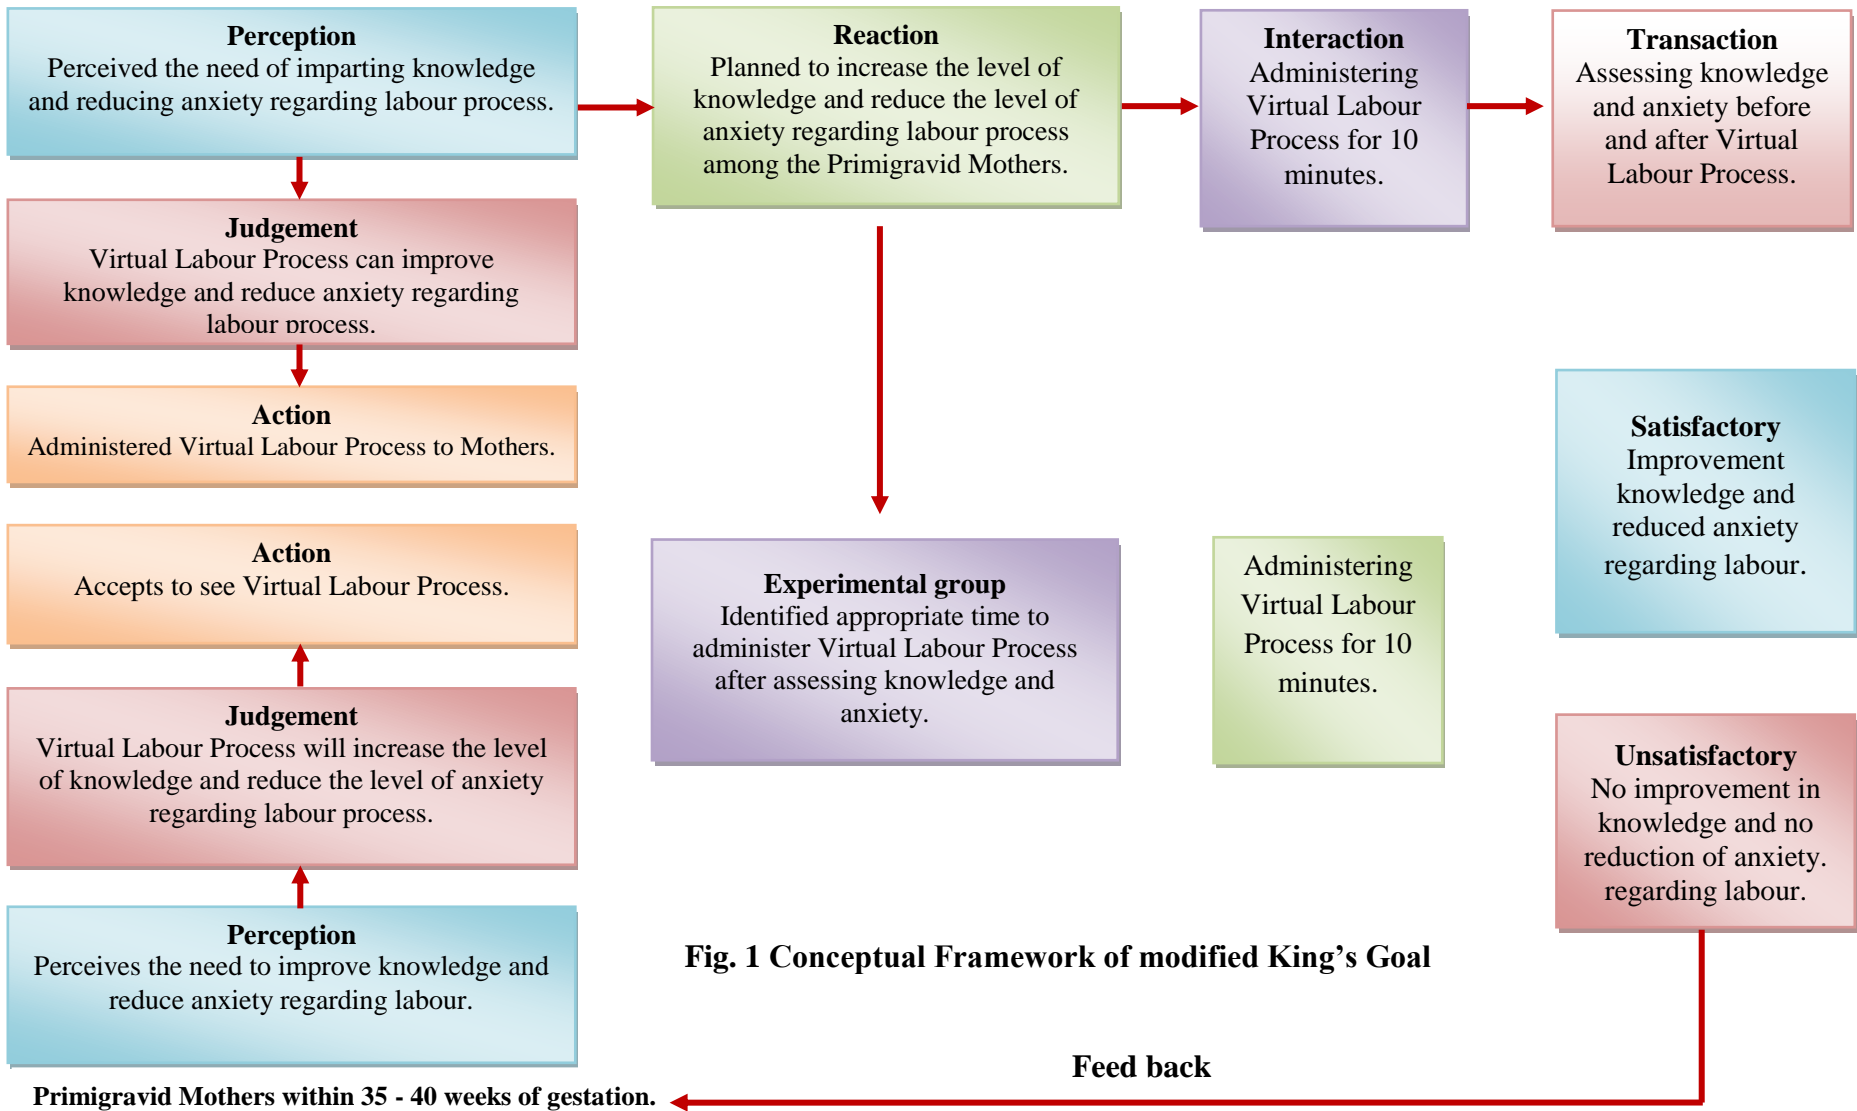 Perception
Perceived the need of imparting knowledge
and reducing anxiety regarding labour process.
Reaction
Planned to increase the level of
knowledge and reduce the level of
anxiety regarding labour process
among the Primigravid Mothers.
Interaction
Administering
Virtual Labour
Process for 10
minutes.
Transaction
Assessing knowledge
and anxiety before
and after Virtual
Labour Process.
Judgement
Virtual Labour Process can improve
knowledge and reduce anxiety regarding
labour process.
Action
Administered Virtual Labour Process to Mothers.
Action
Accepts to see Virtual Labour Process.
Judgement
Virtual Labour Process will increase the level
of knowledge and reduce the level of anxiety
regarding labour process.
Perception
Perceives the need to improve knowledge and
reduce anxiety regarding labour.
Primigravid Mothers within 35 - 40 weeks of gestation.
Experimental group
Identified appropriate time to
administer Virtual Labour Process
after assessing knowledge and
anxiety.
Administering
Virtual Labour
Process for 10
minutes.
Satisfactory
Improvement
knowledge and
reduced anxiety
regarding labour.
Unsatisfactory
No improvement in
knowledge and no
reduction of anxiety.
regarding labour.
Fig. 1 Conceptual Framework of modified King’s Goal
Feed back